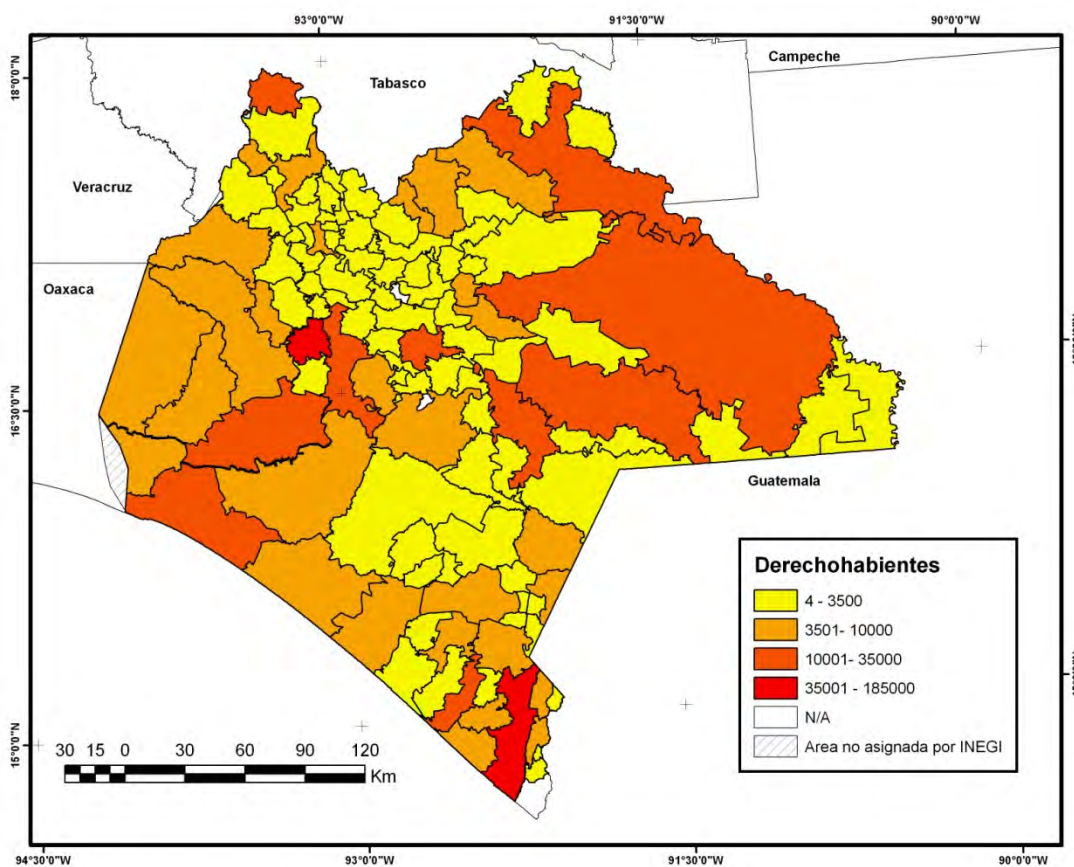 93°0'0"W
91°30'0"W
90°0'0"W
Campeche
Tabasco
18°0'0"N
Veracruz
Oaxaca
16°30'0"N
Guatemala
Derechohabientes
4 - 3500
3501- 10000
10001- 35000
35001 - 185000
N/A
Area no asignada por INEGI
15°0'0"N
30 15 0 30 60 90 120
Km
94°30'0"W
93°0'0"W
91°30'0"W
90°0'0"W